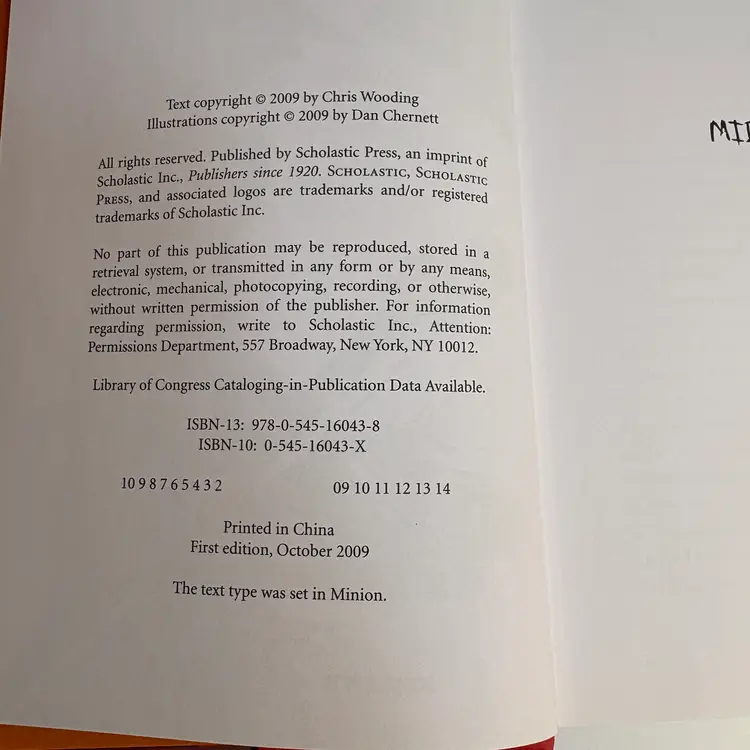 Text copyright © 2009 by Chris Wooding
Illustrations copyright © 2009 by Dan Chernett
All rights reserved. Published by Scholastic Press, an imprint of
Scholastic Inc., Publishers since 1920. SCHOLASTIC, SCHOLASTIC
PRESS, and associated logos are trademarks and/or registered
trademarks of Scholastic Inc.
No part of this publication may be reproduced, stored in a
retrieval system, or transmitted in any form or by any means,
electronic, mechanical, photocopying, recording, or otherwise,
without written permission of the publisher. For information
regarding permission, write to Scholastic Inc., Attention:
Permissions Department, 557 Broadway, New York, NY 10012.
Library of Congress Cataloging-in-Publication Data Available.
ISBN-13: 978-0-545-16043-8
ISBN-10: 0-545-16043-X
10 9 8 7 6 5 4 3 2 09 10 11 12 13 14
Printed in China
First edition, October 2009
The text type was set in Minion.